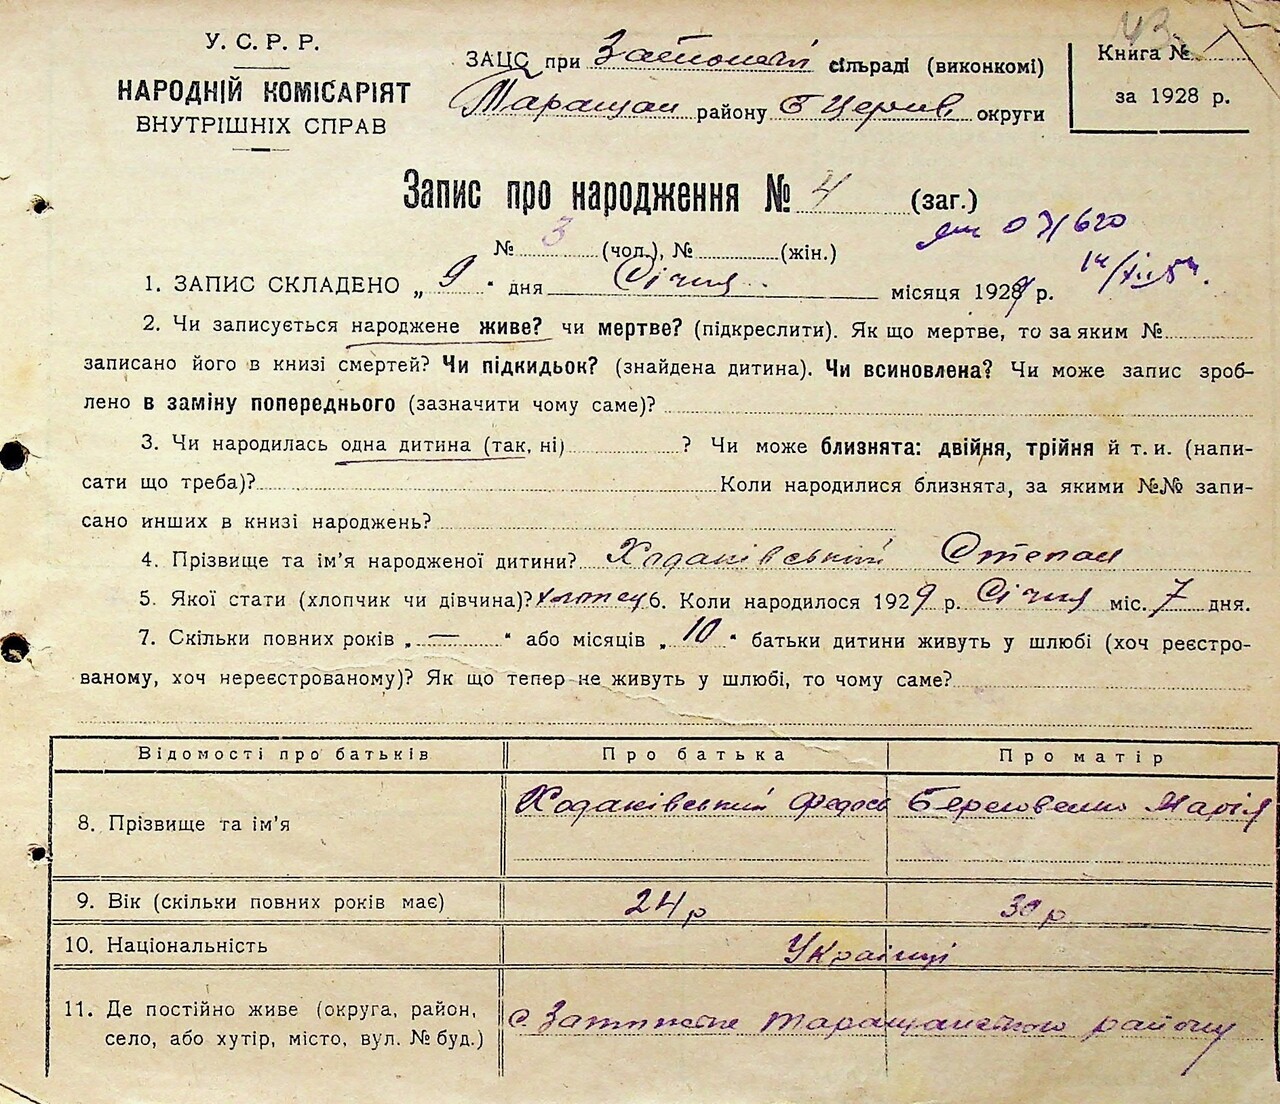 У. С. Р. Р.
НАРОДНІЙ КОМІСАРІЯТ
ВНУТРІШНІХ СПРАВ
ЗАЦС при сільраді (виконкомі)
Таращан району Б Церкв. округи
43
Книга №
за 1928 р.
Запис про народження № 4 (заг.)
№ 3 (чол.), № (жін.)
1. ЗАПИС СКЛАДЕНО „ 9 “ дня Січня місяця 1929 р.
2. Чи записується народжене живе? чи мертве? (підкреслити). Як що мертве, то за яким №
записано його в книзі смертей? Чи підкидьок? (знайдена дитина). Чи всиновлена? Чи може запис зроб-
лено в заміну попереднього (зазначити чому саме)?
3. Чи народилась одна дитина (так, ні) ? Чи може близнята: двійня, трійня й т. и. (напи-
сати що треба)? Коли народилися близнята, за якими №№ запи-
сано инших в книзі народжень?
4. Прізвище та ім’я народженої дитини? Ходаківський Степан
5. Якої стати (хлопчик чи дівчина)? хлопец 6. Коли народилося 1929 р. Січня міс. 7 дня.
7. Скільки повних років „ — “ або місяців „ 10 “ батьки дитини живуть у шлюбі (хоч реєстро-
ваному, хоч нереєстрованому)? Як що тепер не живуть у шлюбі, то чому саме?
Відомості про батьків Про батька Про матір
8. Прізвище та ім’я Ходаківський Федось Марія
9. Вік (скільки повних років має) 24 р 30 р
10. Національність Українці
11. Де постійно живе (округа, район,
село, або хутір, місто, вул. № буд.) с. Таращанського району